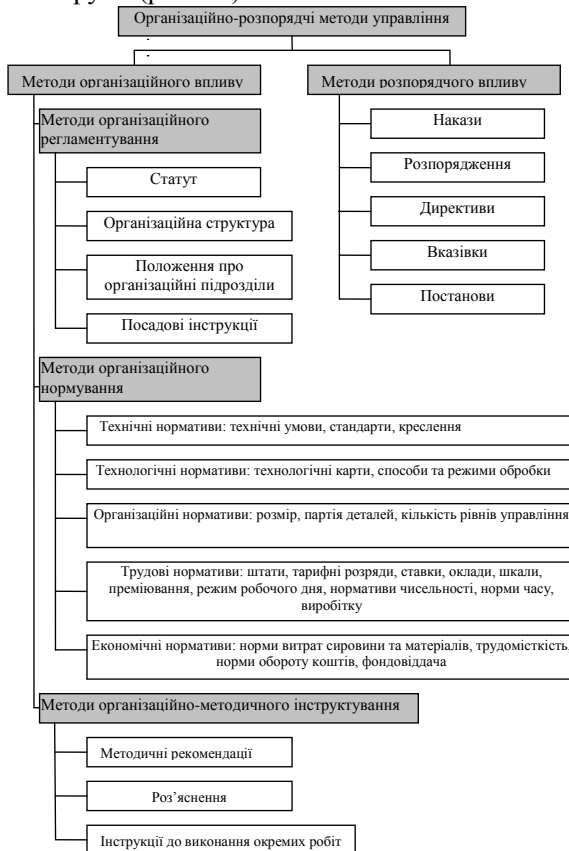 Організаційно-розпорядчі методи управління
Методи організаційного впливу
Методи розпорядчого впливу
Методи організаційного
регламентування
Статут
Організаційна структура
Положення про
організаційні підрозділи
Посадові інструкції
Накази
Розпорядження
Директиви
Вказівки
Постанови
Методи організаційного
нормування
Технічні нормативи: технічні умови, стандарти, креслення
Технологічні нормативи: технологічні карти, способи та режими обробки
Організаційні нормативи: розмір, партія деталей, кількість рівнів управління
Трудові нормативи: штати, тарифні розряди, ставки, оклади, шкали,
преміювання, режим робочого дня, нормативи чисельності, норми часу,
виробітку
Економічні нормативи: норми витрат сировини та матеріалів, трудомісткість,
норми обороту коштів, фондовіддача
Методи організаційно-методичного інструктування
Методичні рекомендації
Роз’яснення
Інструкції до виконання окремих робіт